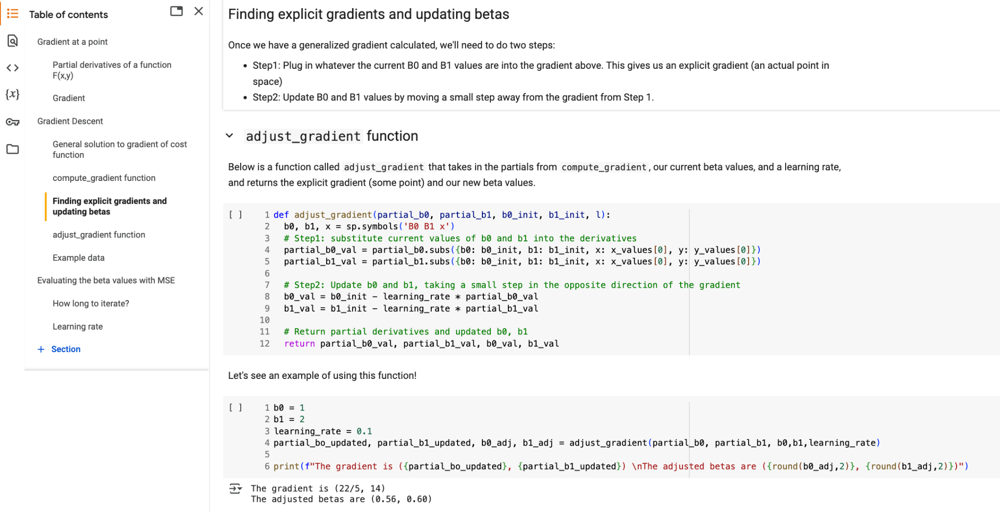 Table of contents
Gradient at a point
Partial derivatives of a function
F(x,y)
Gradient
Gradient Descent
General solution to gradient of cost
function
compute_gradient function
Finding explicit gradients and
updating betas
adjust_gradient function
Example data
Evaluating the beta values with MSE
How long to iterate?
Learning rate
+ Section
Finding explicit gradients and updating betas
Once we have a generalized gradient calculated, we'll need to do two steps:
• Step1: Plug in whatever the current B0 and B1 values are into the gradient above. This gives us an explicit gradient (an actual point in
space)
• Step2: Update B0 and B1 values by moving a small step away from the gradient from Step 1.
adjust_gradient function
Below is a function called adjust_gradient that takes in the partials from compute_gradient, our current beta values, and a learning rate,
and returns the explicit gradient (some point) and our new beta values.
[ ] 1 def adjust_gradient(partial_b0, partial_b1, b0_init, b1_init, l):
2   b0, b1, x = sp.symbols('B0 B1 x')
3   # Step1: substitute current values of b0 and b1 into the derivatives
4   partial_b0_val = partial_b0.subs({b0: b0_init, b1: b1_init, x: x_values[0], y: y_values[0]})
5   partial_b1_val = partial_b1.subs({b0: b0_init, b1: b1_init, x: x_values[0], y: y_values[0]})
6
7   # Step2: Update b0 and b1, taking a small step in the opposite direction of the gradient
8   b0_val = b0_init - learning_rate * partial_b0_val
9   b1_val = b1_init - learning_rate * partial_b1_val
10
11   # Return partial derivatives and updated b0, b1
12   return partial_b0_val, partial_b1_val, b0_val, b1_val
Let's see an example of using this function!
[ ] 1 b0 = 1
2 b1 = 2
3 learning_rate = 0.1
4 partial_bo_updated, partial_b1_updated, b0_adj, b1_adj = adjust_gradient(partial_b0, partial_b1, b0,b1,learning_rate)
5
6 print(f"The gradient is ({partial_bo_updated}, {partial_b1_updated}) \nThe adjusted betas are ({round(b0_adj,2)}, {round(b1_adj,2)})")
The gradient is (22/5, 14)
The adjusted betas are (0.56, 0.60)
{x}